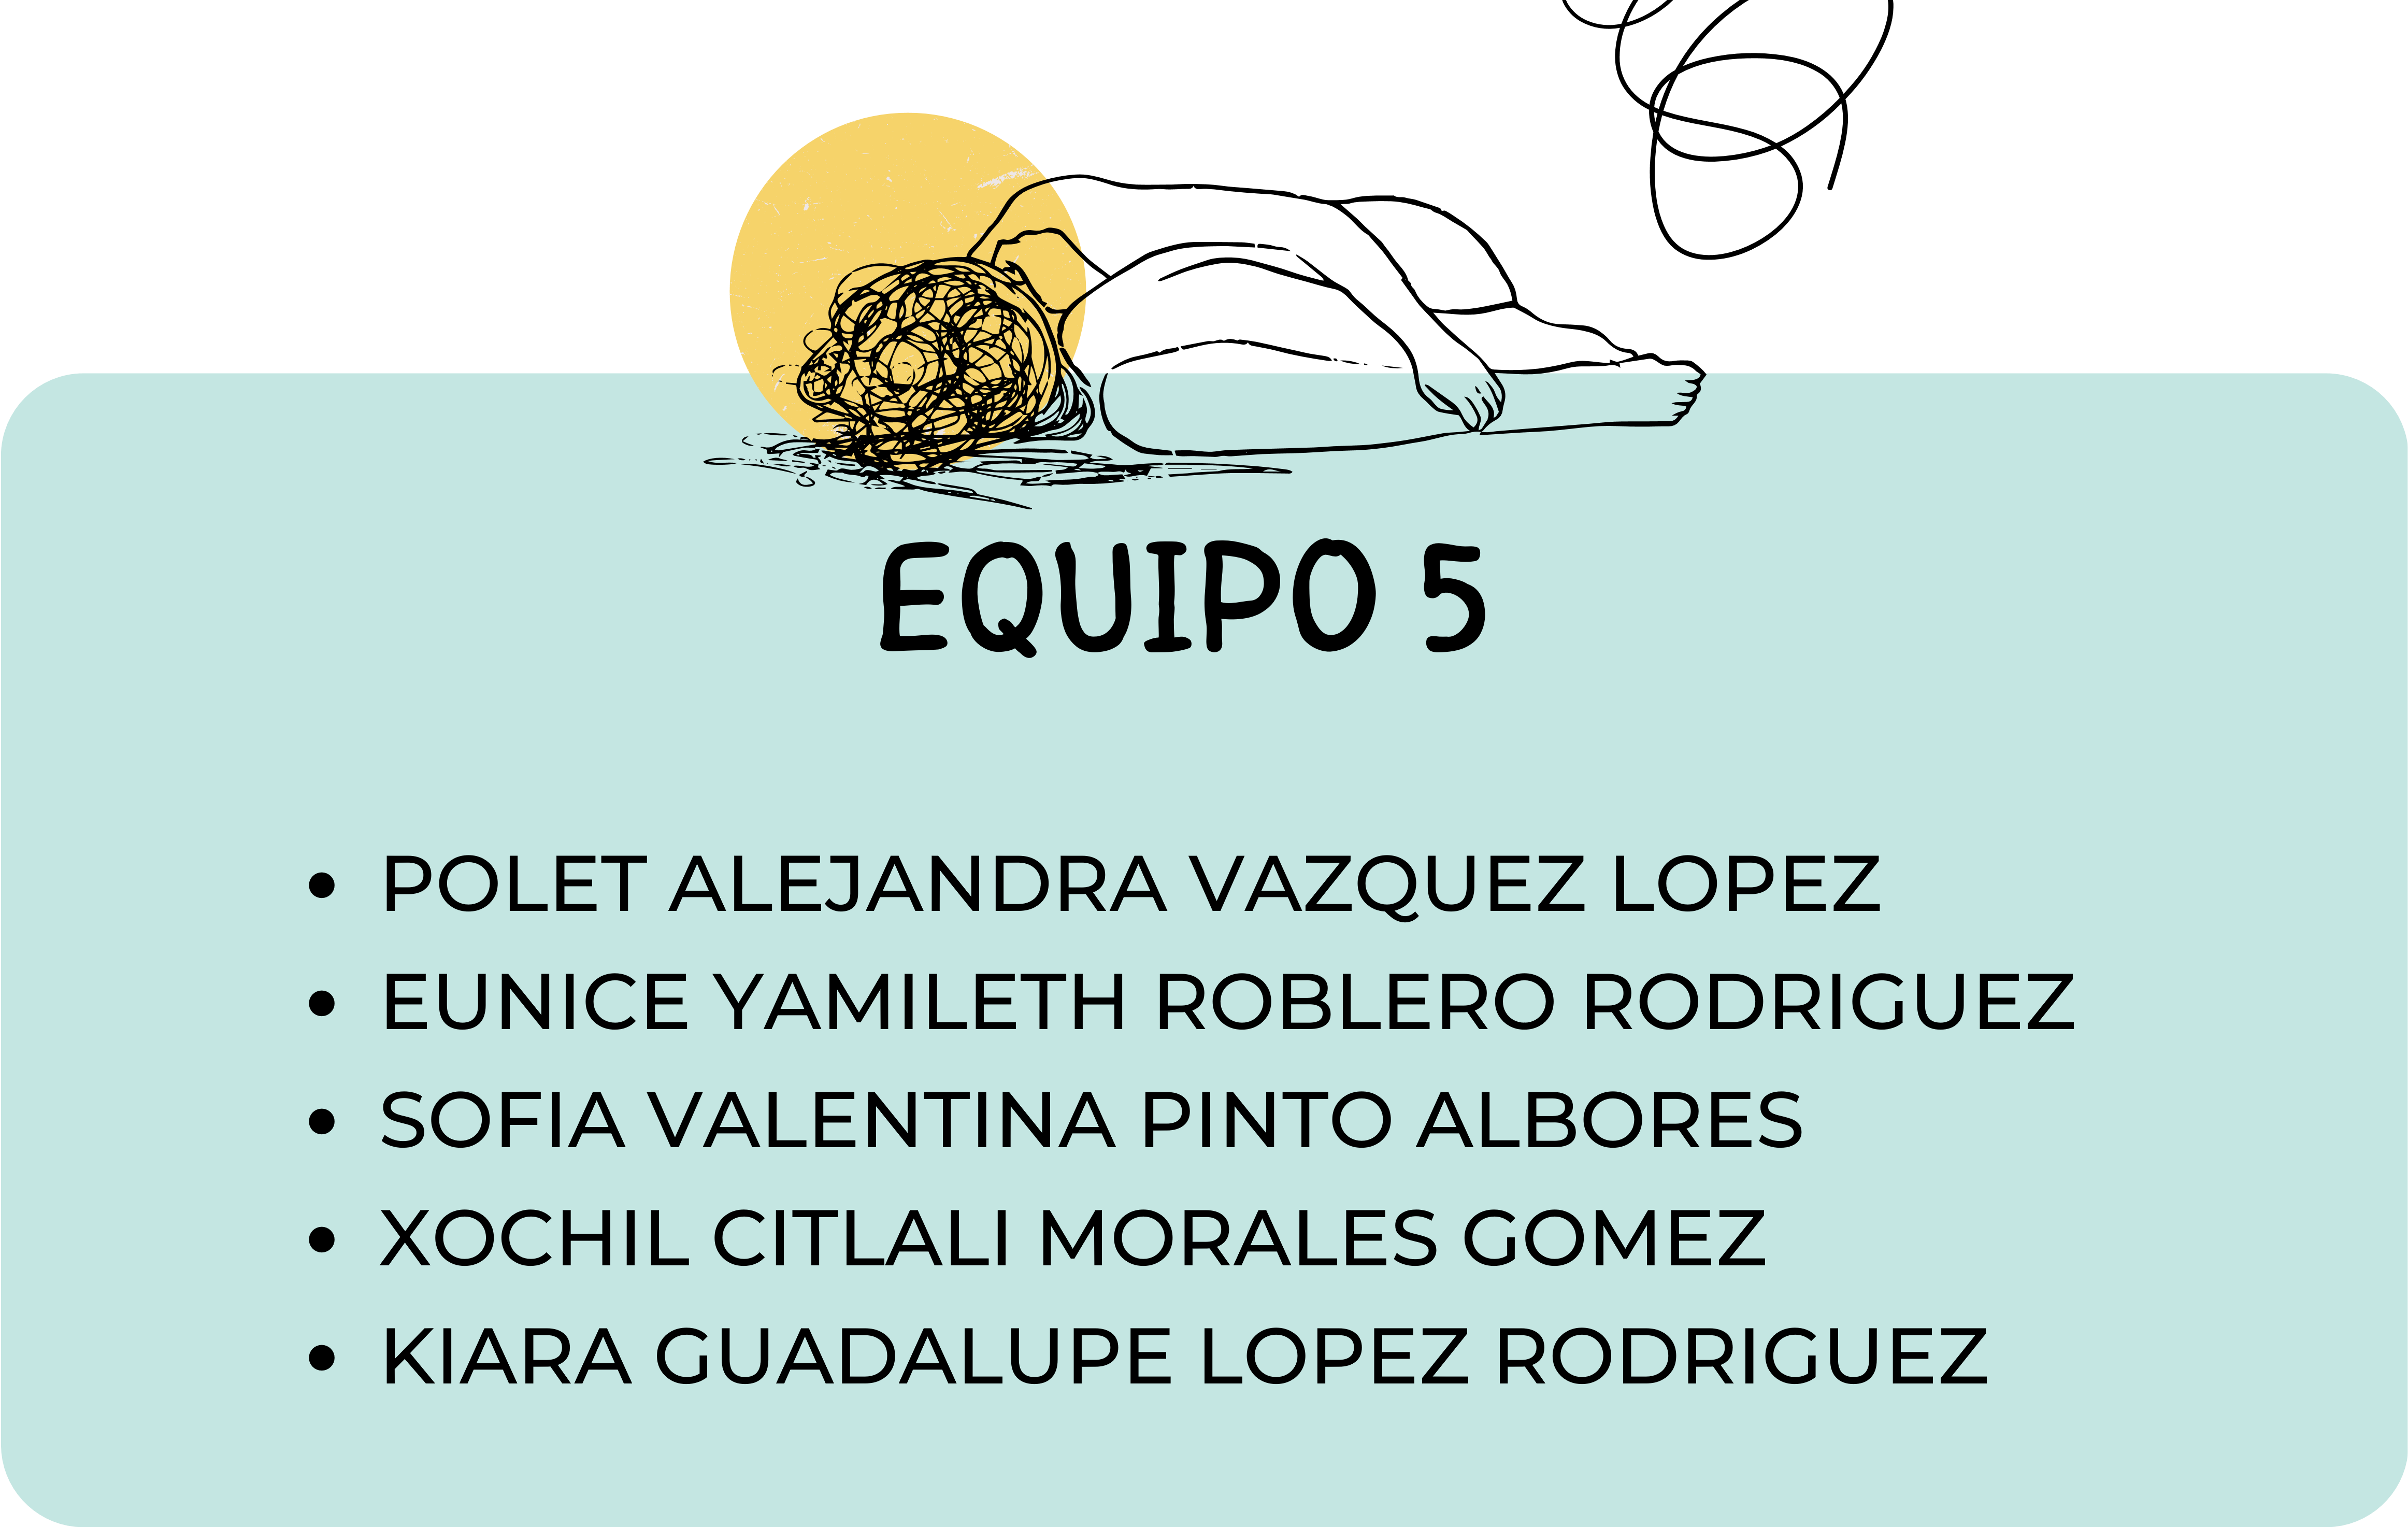 EQUIPO 5
• POLET ALEJANDRA VAZQUEZ LOPEZ
• EUNICE YAMILETH ROBLERO RODRIGUEZ
• SOFIA VALENTINA PINTO ALBORES
• XOCHIL CITLALI MORALES GOMEZ
• KIARA GUADALUPE LOPEZ RODRIGUEZ